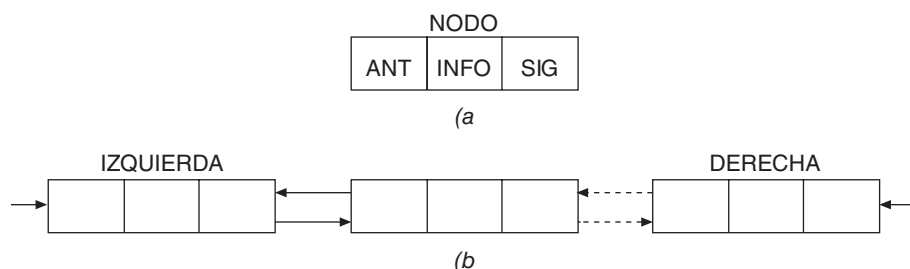 NODO
ANT INFO SIG
(a
IZQUIERDA DERECHA
(b